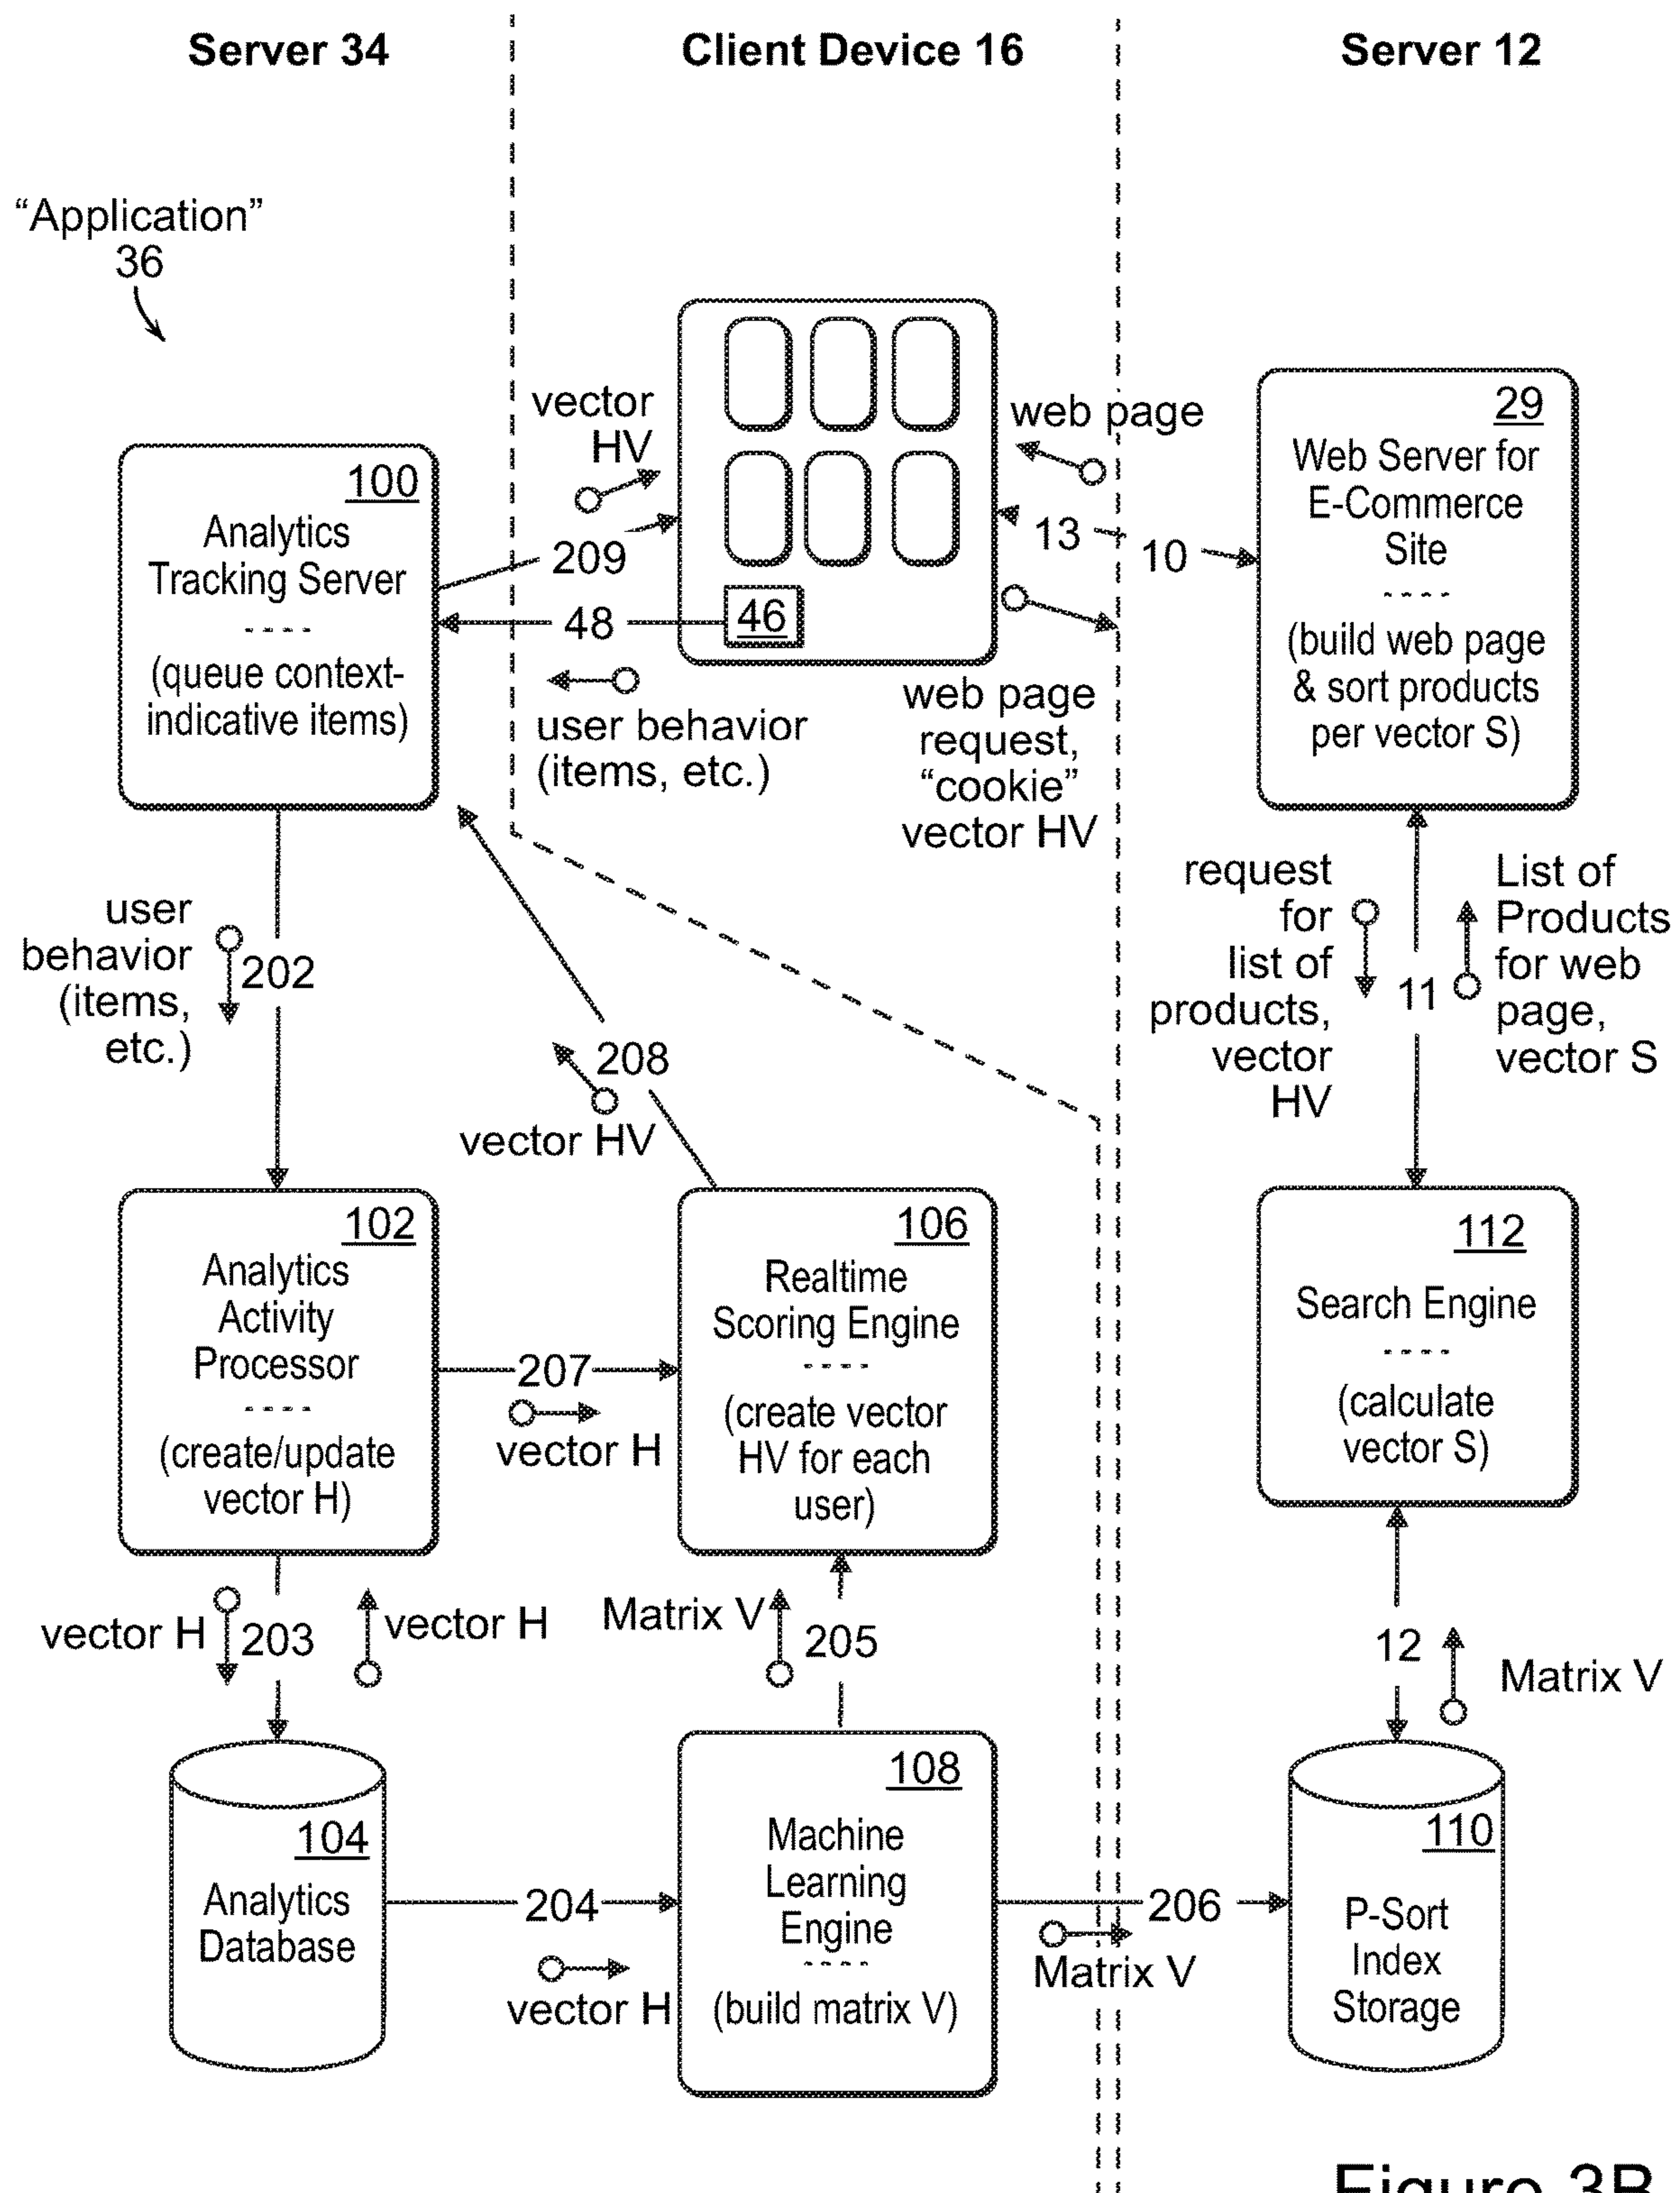 Server 34
Client Device 16
Server 12
“Application”
36
vector
HV
209
48
46
user behavior
(items, etc.)
web page
13
10
web page
request,
“cookie”
vector HV
100
Analytics
Tracking Server
(queue context-
indicative items)
29
Web Server for
E-Commerce
Site
(build web page
& sort products
per vector S)
user
behavior
(items,
etc.)
202
208
vector HV
request
for
list of
products,
vector
HV
11
List of
Products
for web
page,
vector S
102
Analytics
Activity
Processor
(create/update
vector H)
207
vector H
106
Realtime
Scoring Engine
(create vector
HV for each
user)
112
Search Engine
(calculate
vector S)
vector H
203
vector H
Matrix V
205
12
Matrix V
104
Analytics
Database
204
vector H
108
Machine
Learning
Engine
(build matrix V)
206
Matrix V
110
P-Sort
Index
Storage
Figure 3B